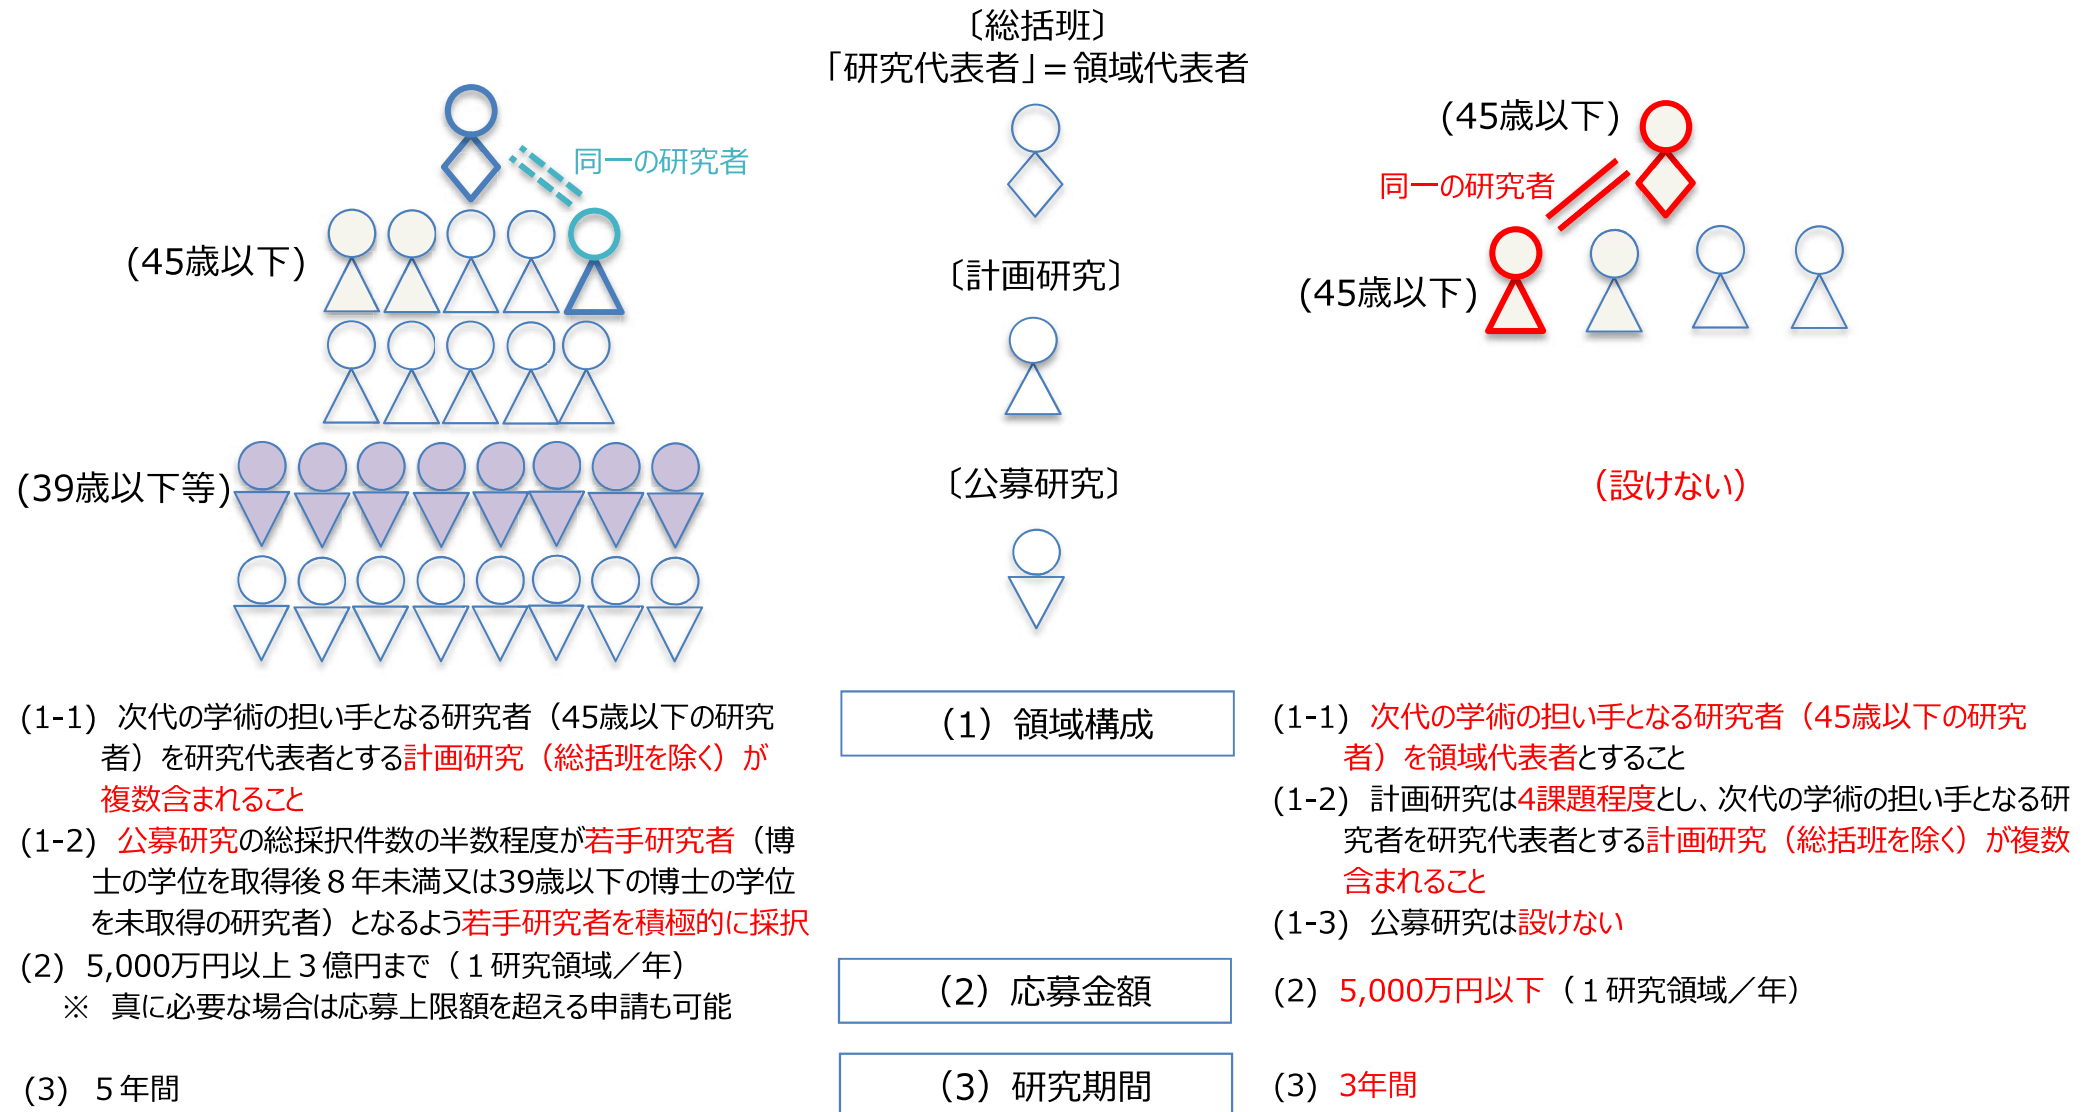 〔総括班〕
「研究代表者」＝領域代表者
同一の研究者
(45歳以下)
(39歳以下等)
〔計画研究〕
〔公募研究〕
(45歳以下)
同一の研究者
(45歳以下)
（設けない）
(1-1) 次代の学術の担い手となる研究者（45歳以下の研究
者）を研究代表者とする計画研究（総括班を除く）が
複数含まれること
(1-2) 公募研究の総採択件数の半数程度が若手研究者（博
士の学位を取得後８年未満又は39歳以下の博士の学位
を未取得の研究者）となるよう若手研究者を積極的に採択
(2) 5,000万円以上３億円まで（１研究領域／年）
※ 真に必要な場合は応募上限額を超える申請も可能
(3) ５年間
（1）領域構成
（2）応募金額
（3）研究期間
(1-1) 次代の学術の担い手となる研究者（45歳以下の研究
者）を領域代表者とすること
(1-2) 計画研究は4課題程度とし、次代の学術の担い手となる研
究者を研究代表者とする計画研究（総括班を除く）が複数
含まれること
(1-3) 公募研究は設けない
(2) 5,000万円以下（１研究領域／年）
(3) 3年間